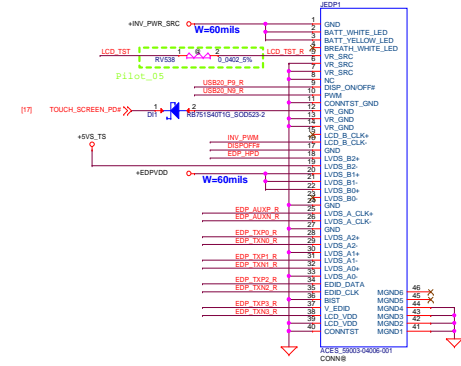 JEDP1
+INV_PWR_SRC
W=60mils
1 GND
2 BATT_WHITE_LED
3 BATT_YELLOW_LED
4 BREATH_WHITE_LED
LCD_TST 1 @ 2 LCD_TST_R 5 VR_SRC
RV538 0_0402_5% 6 VR_SRC
7 VR_SRC
Pilot_05
8 NC
USB20_P9_R 9 DISP_ON/OFF#
USB20_N9_R 10 PWM
11 CONNTST_GND
[17] TOUCH_SCREEN_PD# 1 2 12 VR_GND
DI1 RB751S40T1G_SOD523-2 13 VR_GND
14 VR_GND
+5VS_TS
15 LCD_B_CLK+
INV_PWM 16 LCD_B_CLK-
DISPOFF# 17 GND
EDP_HPD 18 LVDS_B2+
19 LVDS_B2-
+EDPVDD 20 LVDS_B1+
W=60mils 21 LVDS_B1-
22 LVDS_B0+
23 LVDS_B0-
24 GND
EDP_AUXP_R 25 LVDS_A_CLK+
EDP_AUXN_R 26 LVDS_A_CLK-
27 GND
EDP_TXP0_R 28 LVDS_A2+
EDP_TXN0_R 29 LVDS_A2-
30 LVDS_A1+
EDP_TXP1_R 31 LVDS_A1-
EDP_TXN1_R 32 LVDS_A0+
33 LVDS_A0-
EDP_TXP2_R 34 EDID_DATA
EDP_TXN2_R 35 EDID_CLK MGND6 46
36 BIST MGND5 45
EDP_TXP3_R 37 V_EDID MGND4 44
EDP_TXN3_R 38 LCD_VDD MGND3 43
39 LCD_VDD MGND2 42
40 CONNTST MGND1 41
ACES_59003-04006-001
CONN@